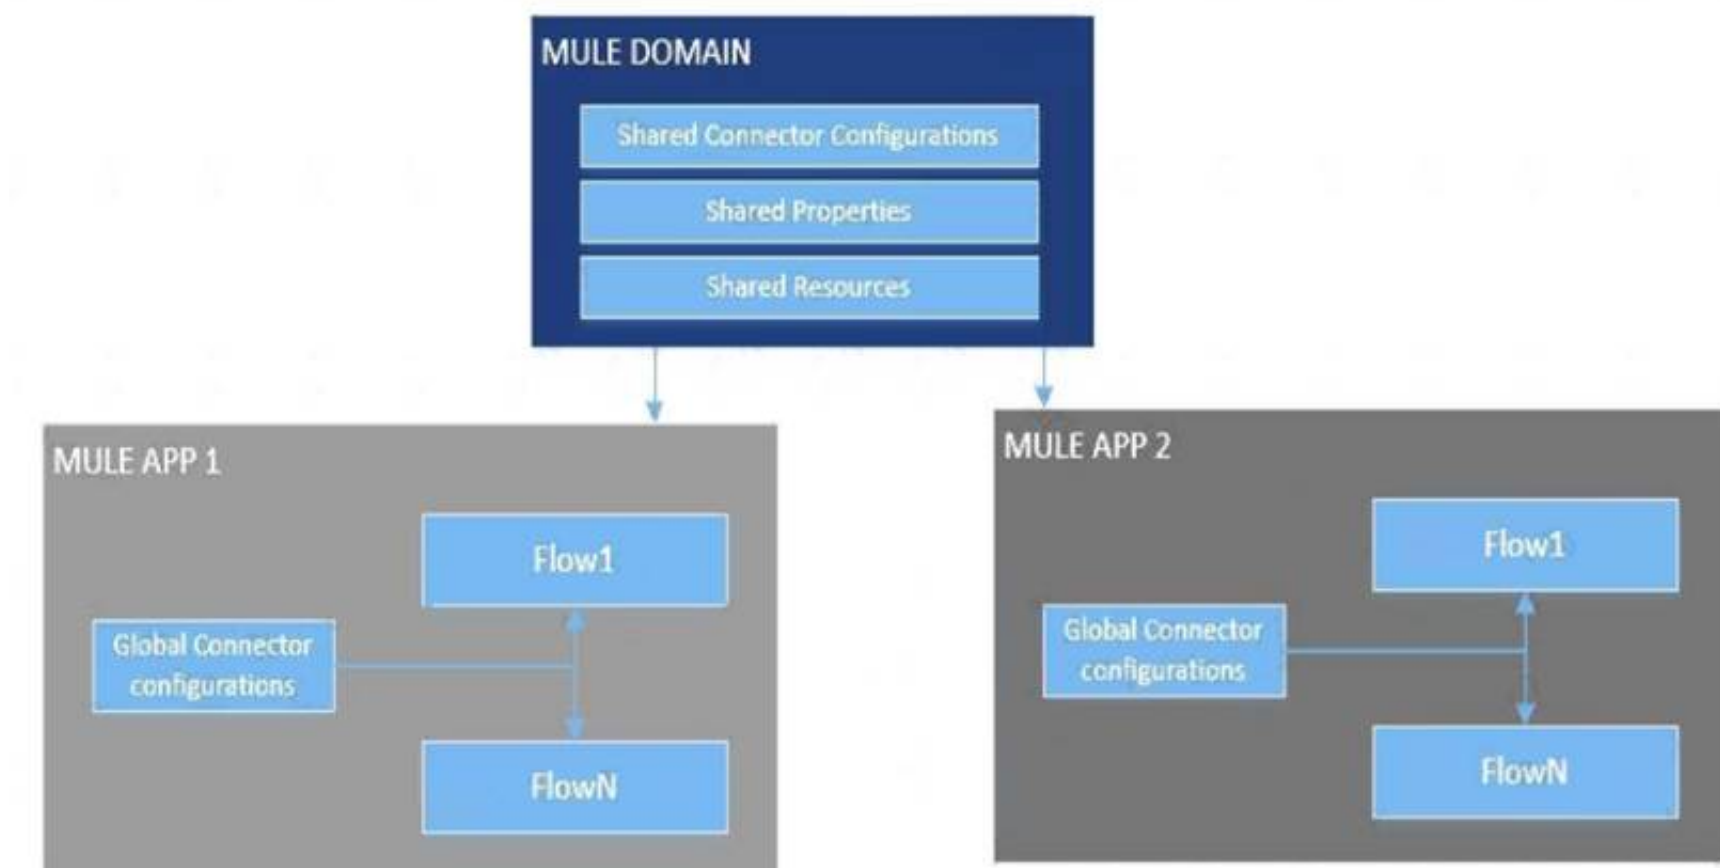 MULE DOMAIN
Shared Connector Configurations
Shared Properties
Shared Resources
MULE APP 1
Flow1
Global Connector
configurations
FlowN
MULE APP 2
Flow1
Global Connector
configurations
FlowN